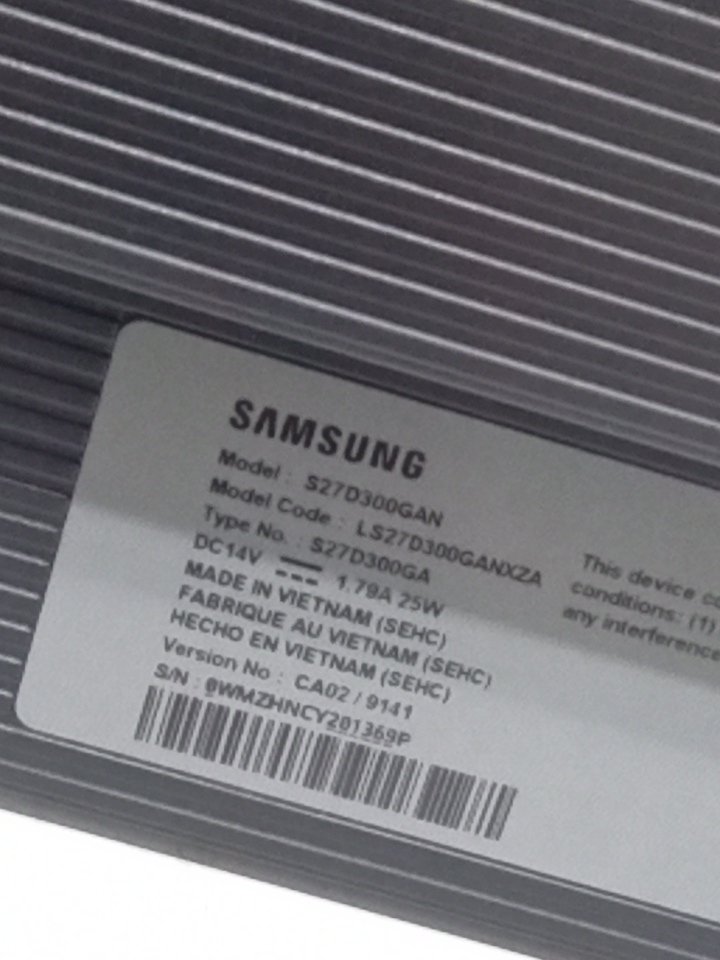 SAMSUNG
Model : S27D300GAN
Model Code : LS27D300GANXZA
Type No. : S27D300GA
DC14V 1.79A 25W
MADE IN VIETNAM (SEHC)
FABRIQUE AU VIETNAM (SEHC)
HECHO EN VIETNAM (SEHC)
Version No : CA02 / 9141
S/N : 0WMZHNCY201369P
This device
conditions: (1)
any interference